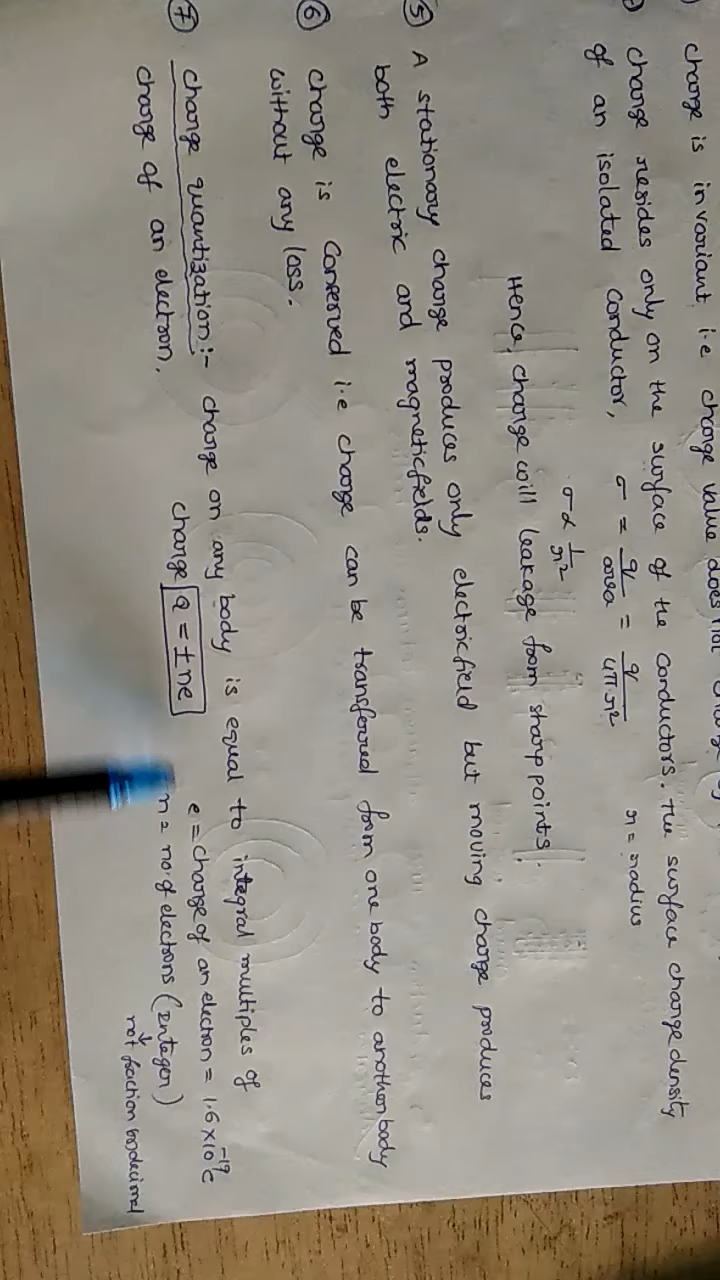 charge is invariant i.e charge value does not
charge resides only on the surface of the conductors. The surface charge density
of an isolated conductor, σ = q/area = q/4πr² r = radius
σ ∝ 1/r²
Hence, charge will leakage from sharp points.
⑤ A stationary charge produces only electricfield but moving charge produces
both electric and magneticfields.
⑥ charge is conserved i.e charge can be transferred from one body to another body
without any loss.
⑦ charge quantization:- charge on any body is equal to integral multiples of
charge of an electron.
charge q = ±ne e = charge of an electron = 1.6×10⁻¹⁹C
n = no. of electrons (Integer)
↓
not fraction decimal